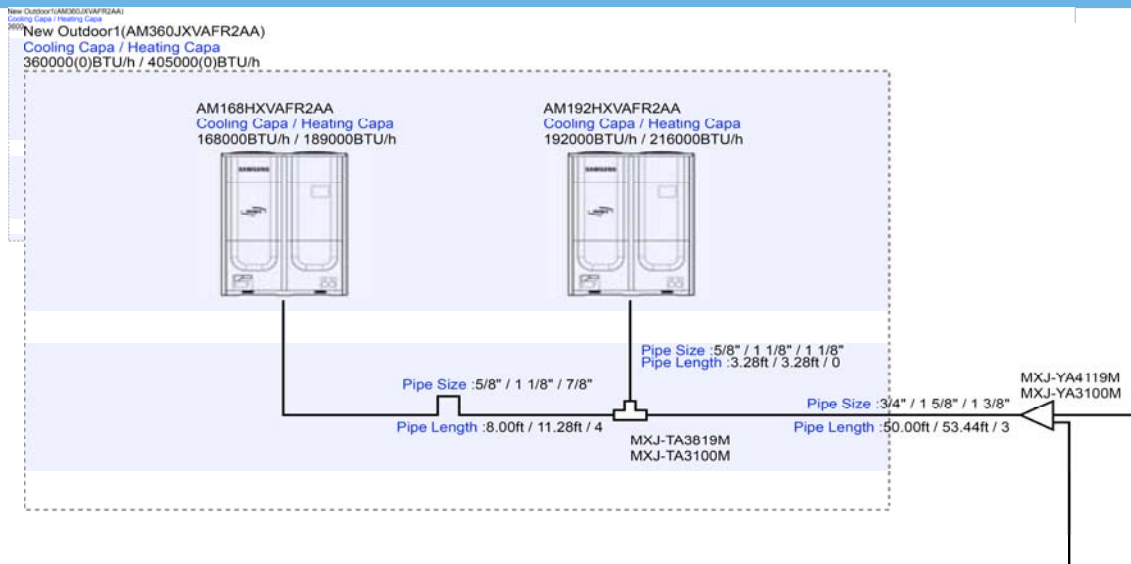 New Outdoor1(AM360JXVAFR2AA)
Cooling Capa / Heating Capa
3600
New Outdoor1(AM360JXVAFR2AA)
Cooling Capa / Heating Capa
360000(0)BTU/h / 405000(0)BTU/h
AM168HXVAFR2AA
Cooling Capa / Heating Capa
168000BTU/h / 189000BTU/h
AM192HXVAFR2AA
Cooling Capa / Heating Capa
192000BTU/h / 216000BTU/h
SAMSUNG
SAMSUNG
Pipe Size :5/8" / 1 1/8" / 1 1/8"
Pipe Length :3.28ft / 3.28ft / 0
Pipe Size :5/8" / 1 1/8" / 7/8"
Pipe Length :8.00ft / 11.28ft / 4
MXJ-TA3819M
MXJ-TA3100M
Pipe Size :3/4" / 1 5/8" / 1 3/8"
Pipe Length :50.00ft / 53.44ft / 3
MXJ-YA4119M
MXJ-YA3100M